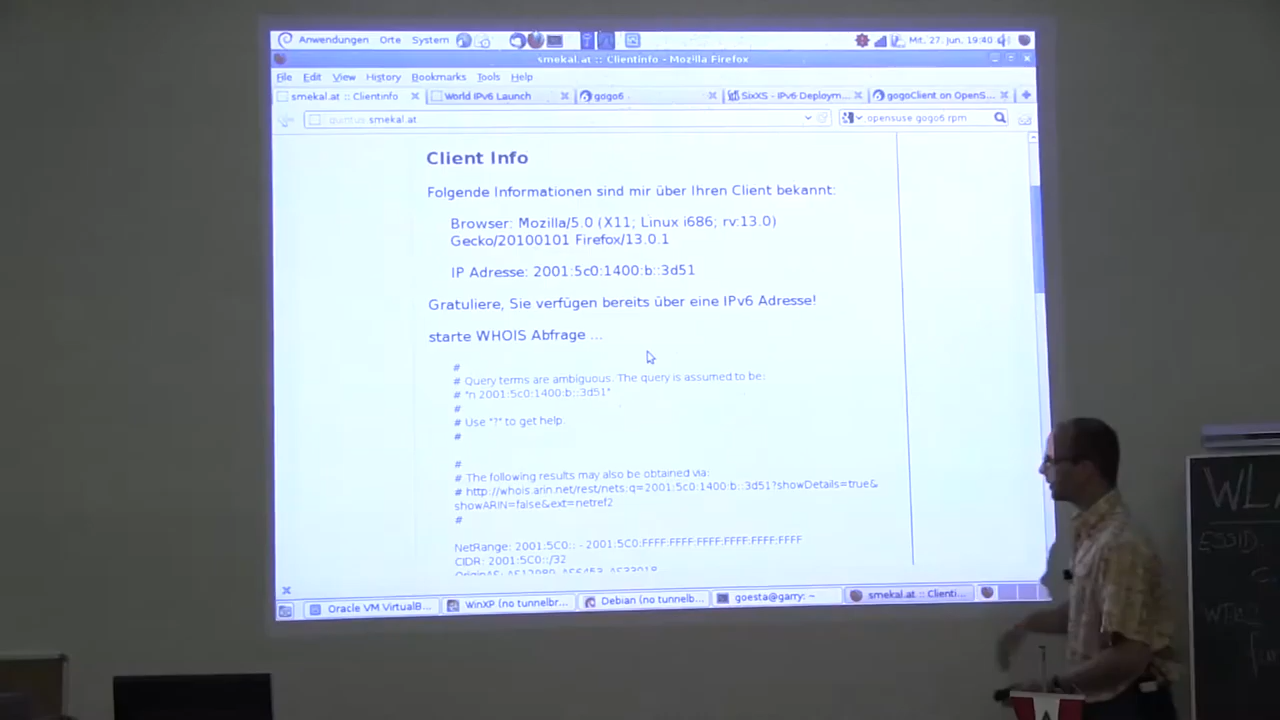 Anwendungen Orte System Mit, 27. Jun, 19:40
smekal.at :: Clientinfo - Mozilla Firefox
File Edit View History Bookmarks Tools Help
smekal.at :: Clientinfo World IPv6 Launch gogo6 SixXS - IPv6 Deploym... gogoClient on OpenS...
quintus.smekal.at opensuse gogo6 rpm
Client Info
Folgende Informationen sind mir über Ihren Client bekannt:
Browser: Mozilla/5.0 (X11; Linux i686; rv:13.0)
Gecko/20100101 Firefox/13.0.1
IP Adresse: 2001:5c0:1400:b::3d51
Gratuliere, Sie verfügen bereits über eine IPv6 Adresse!
starte WHOIS Abfrage ...
#
# Query terms are ambiguous. The query is assumed to be:
# "n 2001:5c0:1400:b::3d51"
#
# Use "?" to get help.
#
#
# The following results may also be obtained via:
# http://whois.arin.net/rest/nets;q=2001:5c0:1400:b::3d51?showDetails=true&
showARIN=false&ext=netref2
#
NetRange: 2001:5C0:: - 2001:5C0:FFFF:FFFF:FFFF:FFFF:FFFF:FFFF
CIDR: 2001:5C0::/32
Oracle VM VirtualB... WinXP (no tunnelbr... Debian (no tunnelb... goesta@garry: ~ smekal.at :: Clienti...
ESSID